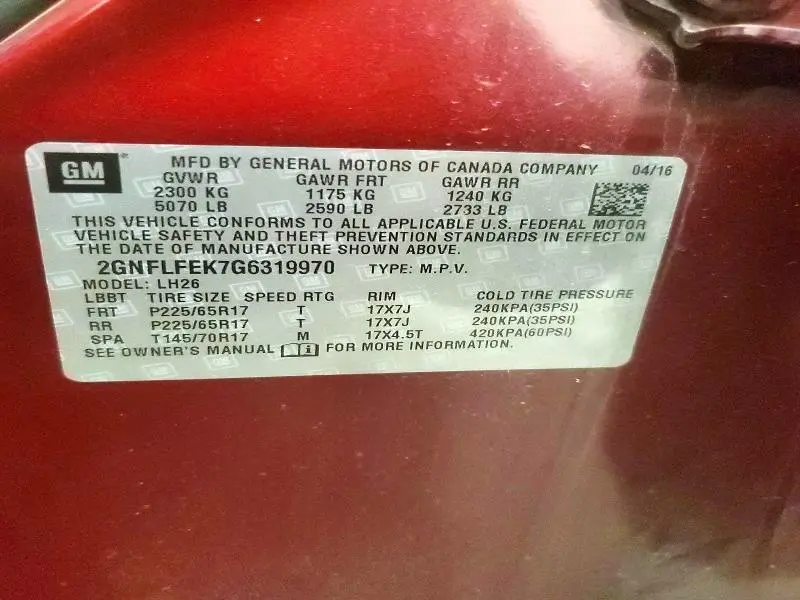 GM
MFD BY GENERAL MOTORS OF CANADA COMPANY 04/16
GVWR GAWR FRT GAWR RR
2300 KG 1175 KG 1240 KG
5070 LB 2590 LB 2733 LB
THIS VEHICLE CONFORMS TO ALL APPLICABLE U.S. FEDERAL MOTOR
VEHICLE SAFETY AND THEFT PREVENTION STANDARDS IN EFFECT ON
THE DATE OF MANUFACTURE SHOWN ABOVE.
2GNFLFEK7G6319970 TYPE: M.P.V.
MODEL: LH26
LBBT TIRE SIZE SPEED RTG RIM COLD TIRE PRESSURE
FRT P225/65R17 T 17X7J 240KPA(35PSI)
RR P225/65R17 T 17X7J 240KPA(35PSI)
SPA T145/70R17 M 17X4.5T 420KPA(60PSI)
SEE OWNER'S MANUAL FOR MORE INFORMATION.